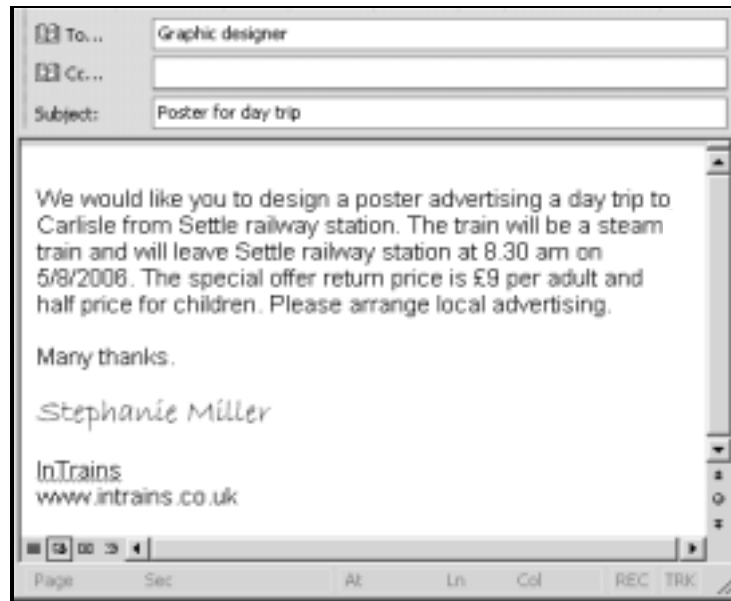 To...
Graphic designer
Cc...
Subject:
Poster for day trip
We would like you to design a poster advertising a day trip to
Carlisle from Settle railway station. The train will be a steam
train and will leave Settle railway station at 8.30 am on
5/8/2006. The special offer return price is £9 per adult and
half price for children. Please arrange local advertising.
Many thanks.
Stephanie Miller
InTrains
www.intrains.co.uk
Page Sec At Ln Col REC TRK